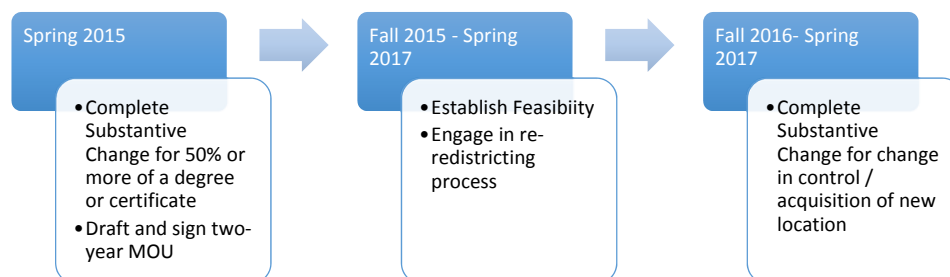 Spring 2015
•Complete
Substantive
Change for 50% or
more of a degree
or certificate
•Draft and sign two-
year MOU
Fall 2015 - Spring
2017
•Establish Feasibiity
•Engage in re-
redistricting
process
Fall 2016- Spring
2017
•Complete
Substantive
Change for change
in control /
acquisition of new
location